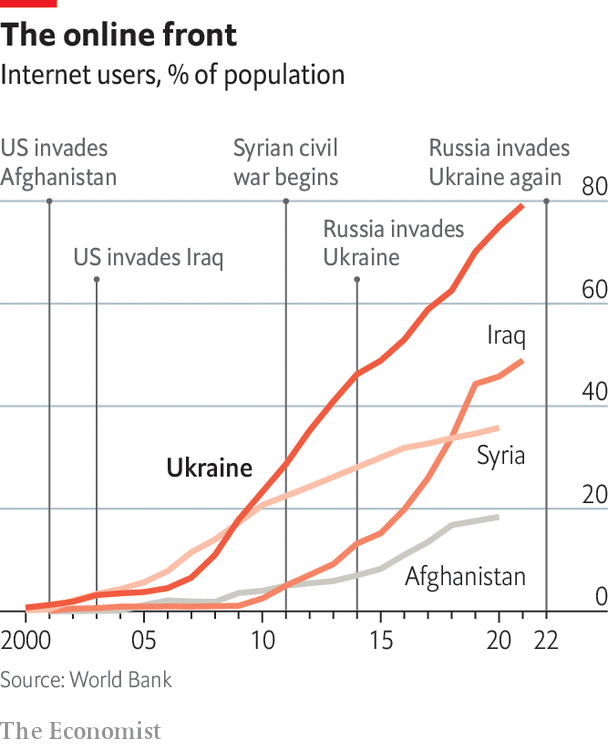 The online front
Internet users, % of population
US invades
Afghanistan
Syrian civil
war begins
Russia invades
Ukraine again
80
US invades Iraq
Russia invades
Ukraine
60
Iraq
40
Ukraine
Syria
20
Afghanistan
0
2000 05 10 15 20 22
Source: World Bank
The Economist